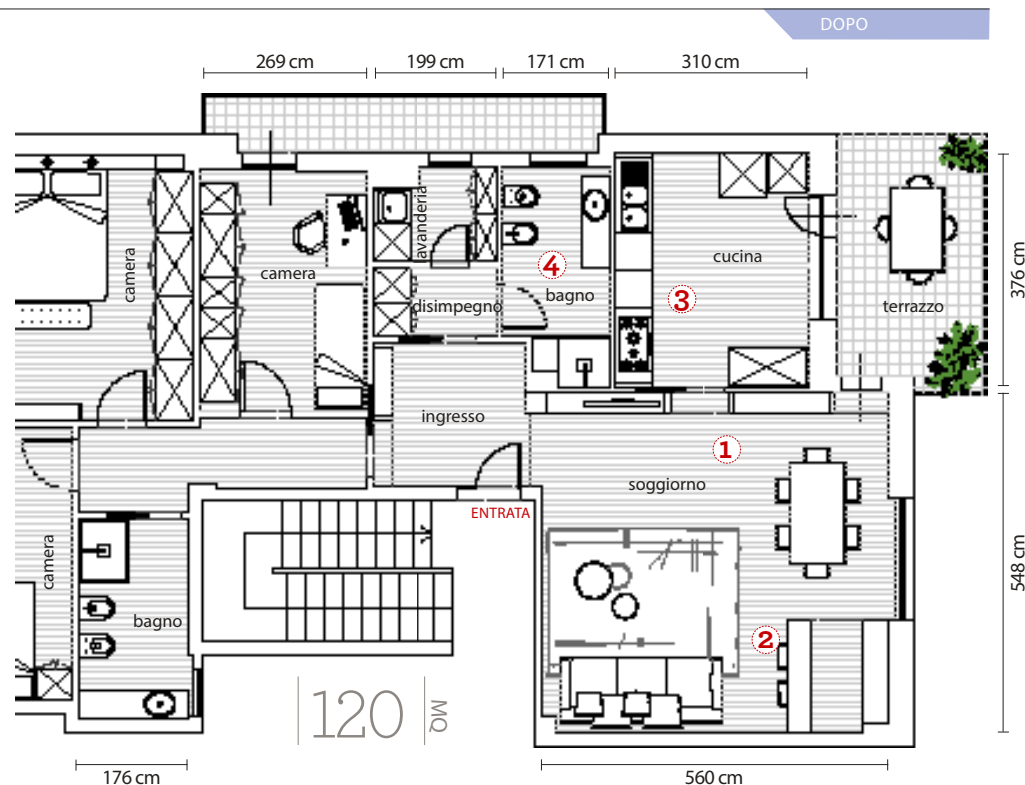 DOPO
269 cm
199 cm
171 cm
310 cm
camera
camera
lavanderia
disimpegno
4
bagno
cucina
3
terrazzo
376 cm
ingresso
1
soggiorno
ENTRATA
camera
bagno
2
548 cm
120 MQ
176 cm
560 cm